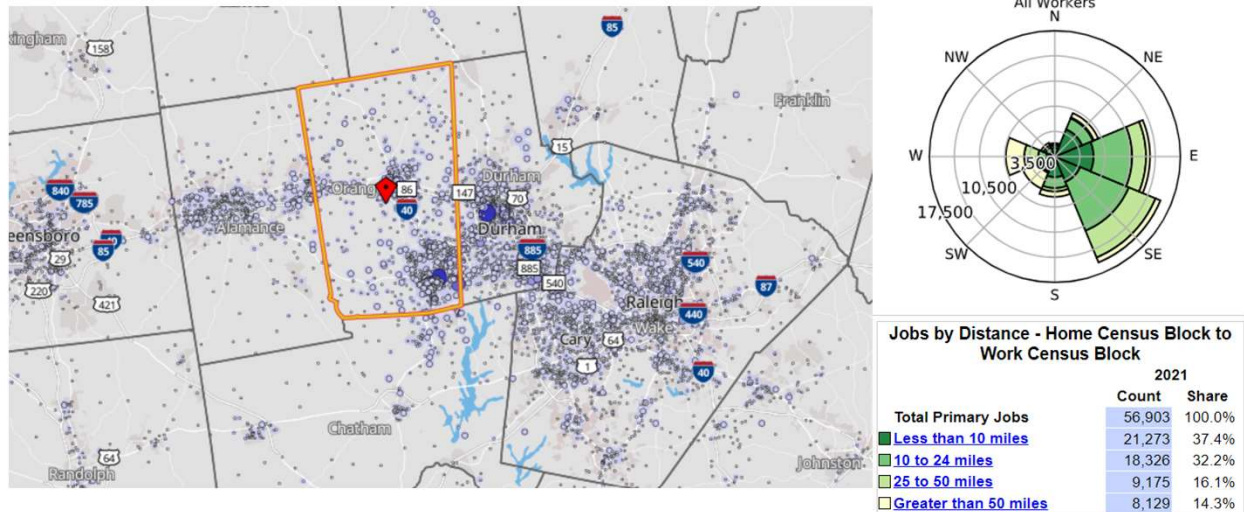 kingham
158
85
Franklin
15
840
785
Orang
86
147
Durham
70
40
Alamance
eensboro
29
85
220
421
Durham
885
885
540
540
87
Raleigh
440
Wake
Cary
64
1
40
Chatham
64
Randolph
Johnston
All Workers
N
NW
NE
W
3,500
E
10,500
17,500
SW
SE
S
Jobs by Distance - Home Census Block to
Work Census Block
2021
Count Share
Total Primary Jobs 56,903 100.0%
Less than 10 miles 21,273 37.4%
10 to 24 miles 18,326 32.2%
25 to 50 miles 9,175 16.1%
Greater than 50 miles 8,129 14.3%